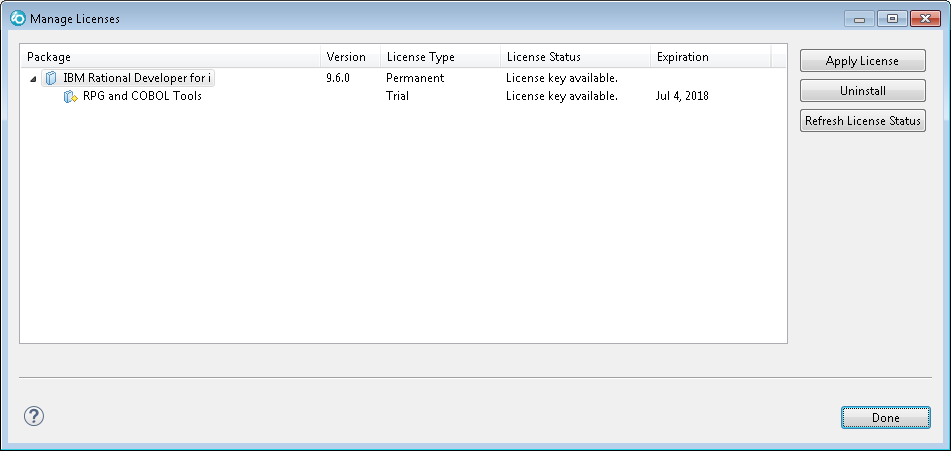 Manage Licenses
Package Version License Type License Status Expiration
IBM Rational Developer for i 9.6.0 Permanent License key available.
RPG and COBOL Tools Trial License key available. Jul 4, 2018
Apply License
Uninstall
Refresh License Status
?
Done